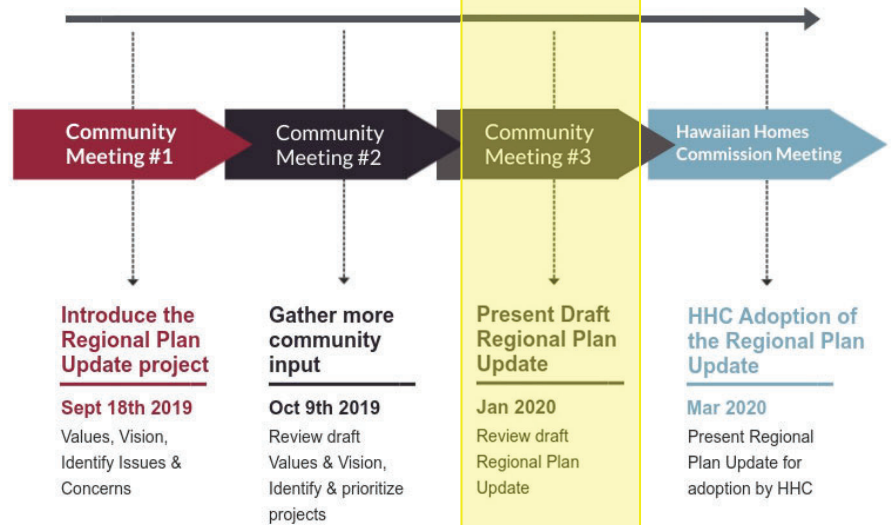 Community
Meeting #1
Community
Meeting #2
Community
Meeting #3
Hawaiian Homes
Commission Meeting
Introduce the
Regional Plan
Update project
Sept 18th 2019
Values, Vision,
Identify Issues &
Concerns
Gather more
community
input
Oct 9th 2019
Review draft
Values & Vision,
Identify & prioritize
projects
Present Draft
Regional Plan
Update
Jan 2020
Review draft
Regional Plan
Update
HHC Adoption of
the Regional Plan
Update
Mar 2020
Present Regional
Plan Update for
adoption by HHC